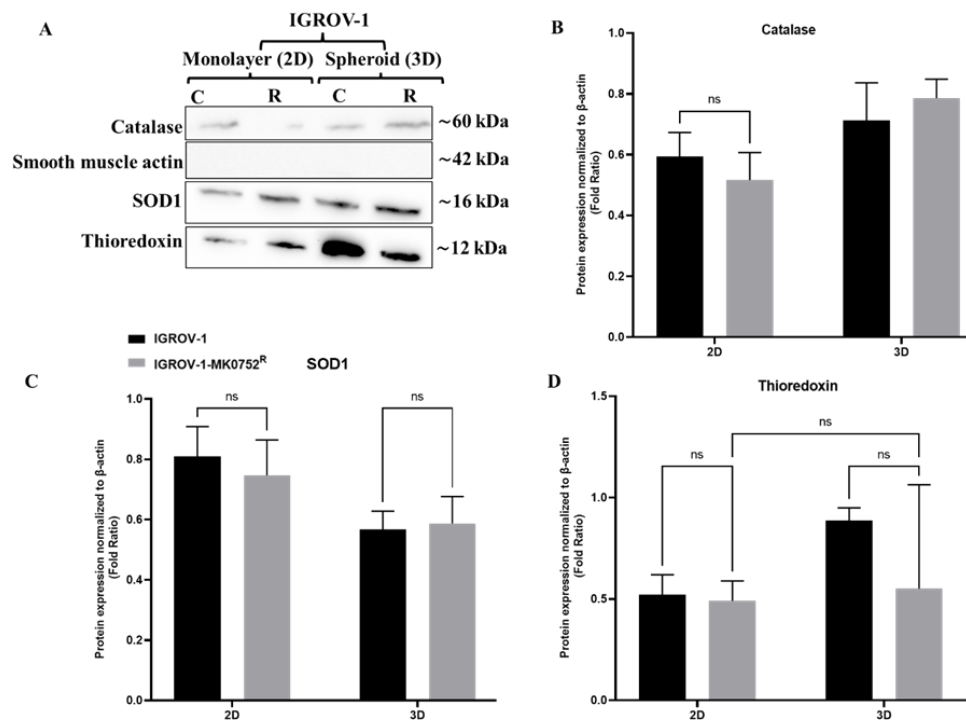 A
IGROV-1
Monolayer (2D) Spheroid (3D)
C R C R
Catalase ~60 kDa
Smooth muscle actin ~42 kDa
SOD1 ~16 kDa
Thioredoxin ~12 kDa
B
Catalase
Protein expression normalized to β-actin
(Fold Ratio)
1.0
0.8
0.6
0.4
0.2
0.0
ns
2D 3D
IGROV-1
IGROV-1-MK0752ᴿ
C
SOD1
Protein expression normalized to β-actin
(Fold Ratio)
1.0
0.8
0.6
0.4
0.2
0.0
ns ns
2D 3D
D
Thioredoxin
Protein expression normalized to β-actin
(Fold Ratio)
1.5
1.0
0.5
0.0
ns
ns ns
2D 3D